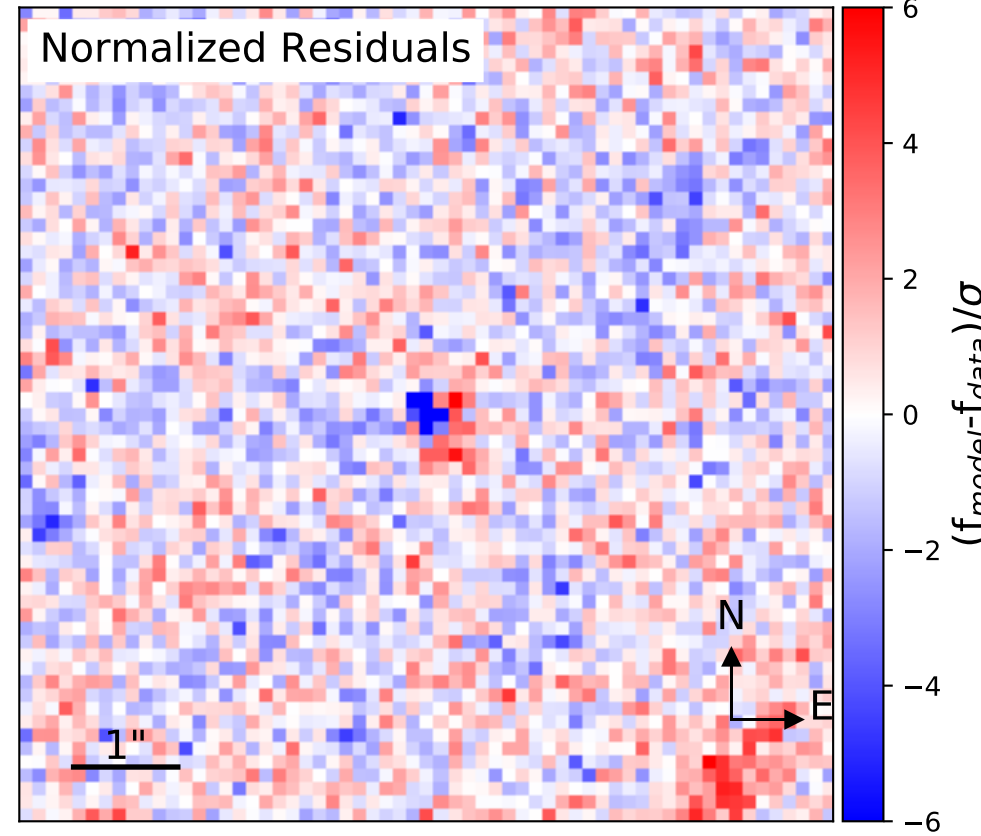 Normalized Residuals
6
4
2
0
−2
−4
−6
(f_model-f_data)/σ
N
E
1"